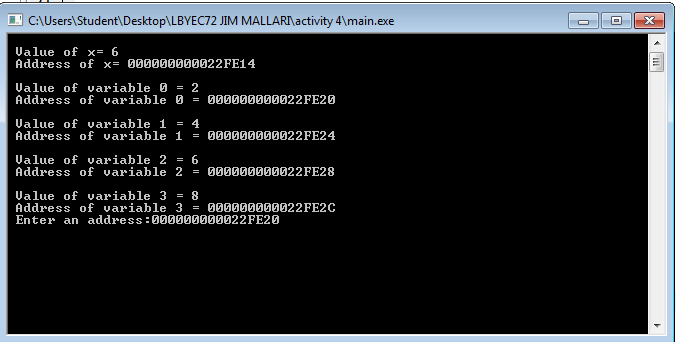 C:\Users\Student\Desktop\LBYEC72 JIM MALLARI\activity 4\main.exe
Value of x= 6
Address of x= 000000000022FE14
Value of variable 0 = 2
Address of variable 0 = 000000000022FE20
Value of variable 1 = 4
Address of variable 1 = 000000000022FE24
Value of variable 2 = 6
Address of variable 2 = 000000000022FE28
Value of variable 3 = 8
Address of variable 3 = 000000000022FE2C
Enter an address:000000000022FE20